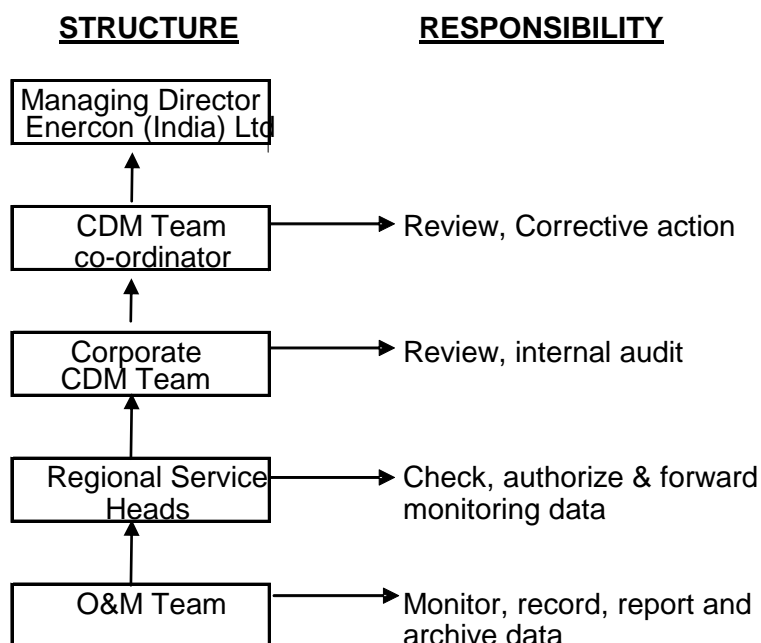 STRUCTURE RESPONSIBILITY
Managing Director
Enercon (India) Ltd
CDM Team
co-ordinator
Review, Corrective action
Corporate
CDM Team
Review, internal audit
Regional Service
Heads
Check, authorize & forward
monitoring data
O&M Team
Monitor, record, report and
archive data